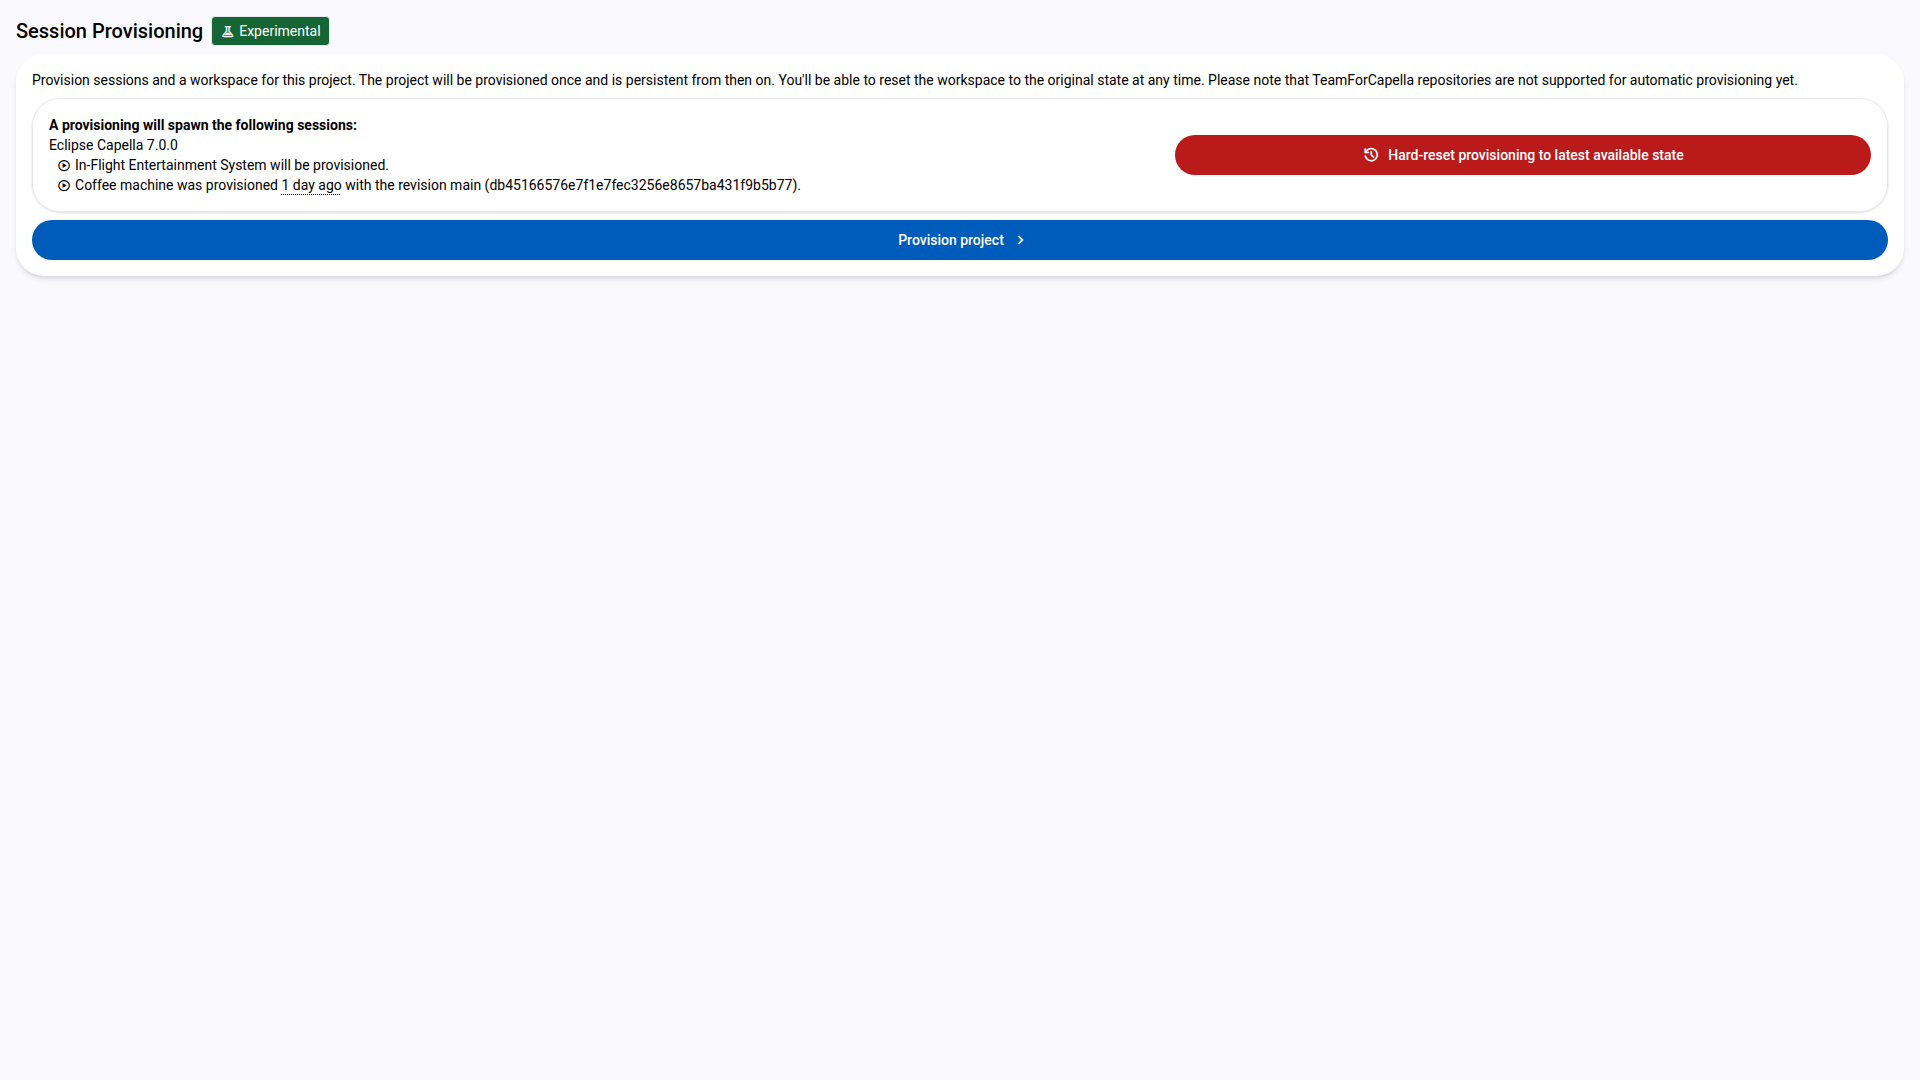 Session Provisioning
Experimental
Provision sessions and a workspace for this project. The project will be provisioned once and is persistent from then on. You'll be able to reset the workspace to the original state at any time. Please note that TeamForCapella repositories are not supported for automatic provisioning yet.
A provisioning will spawn the following sessions:
Eclipse Capella 7.0.0
In-Flight Entertainment System will be provisioned.
Coffee machine was provisioned 1 day ago with the revision main (db45166576e7f1e7fec3256e8657ba431f9b5b77).
Hard-reset provisioning to latest available state
Provision project